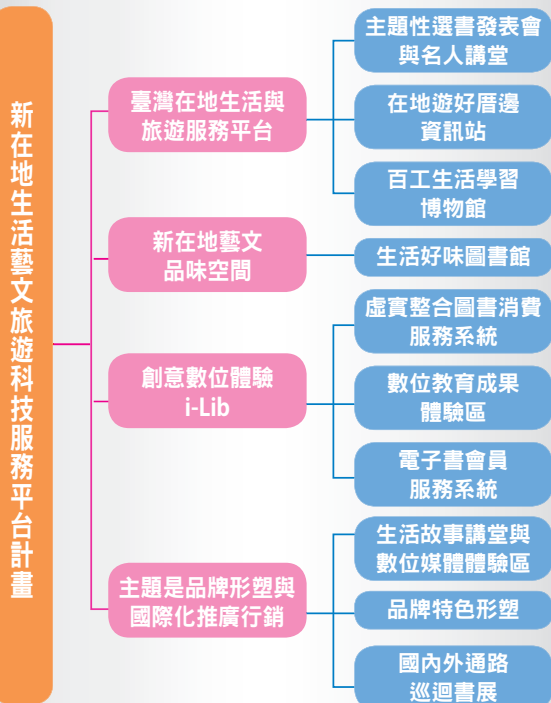 新在地生活藝文旅遊科技服務平台計畫
臺灣在地生活與
旅遊服務平台
主題性選書發表會
與名人講堂
在地遊好厝邊
資訊站
百工生活學習
博物館
新在地藝文
品味空間
生活好味圖書館
創意數位體驗
i-Lib
虛實整合圖書消費
服務系統
數位教育成果
體驗區
電子書會員
服務系統
主題是品牌形塑與
國際化推廣行銷
生活故事講堂與
數位媒體體驗區
品牌特色形塑
國內外通路
巡迴書展